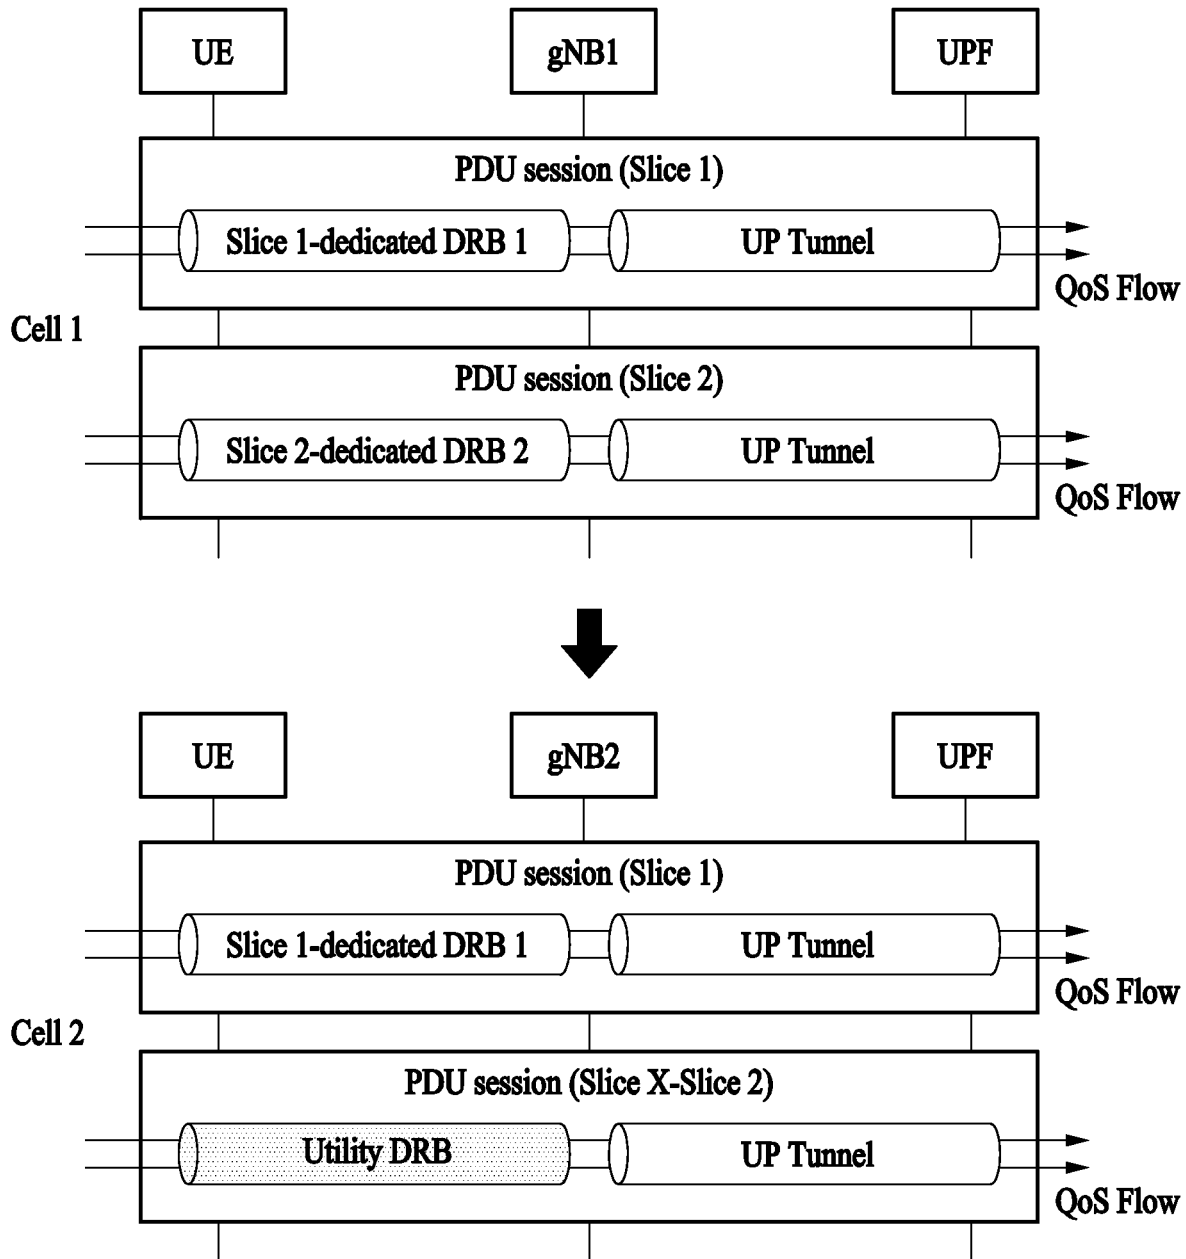 UE
gNB1
UPF
PDU session (Slice 1)
Slice 1-dedicated DRB 1
UP Tunnel
QoS Flow
Cell 1
PDU session (Slice 2)
Slice 2-dedicated DRB 2
UP Tunnel
QoS Flow
UE
gNB2
UPF
PDU session (Slice 1)
Slice 1-dedicated DRB 1
UP Tunnel
QoS Flow
Cell 2
PDU session (Slice X-Slice 2)
Utility DRB
UP Tunnel
QoS Flow